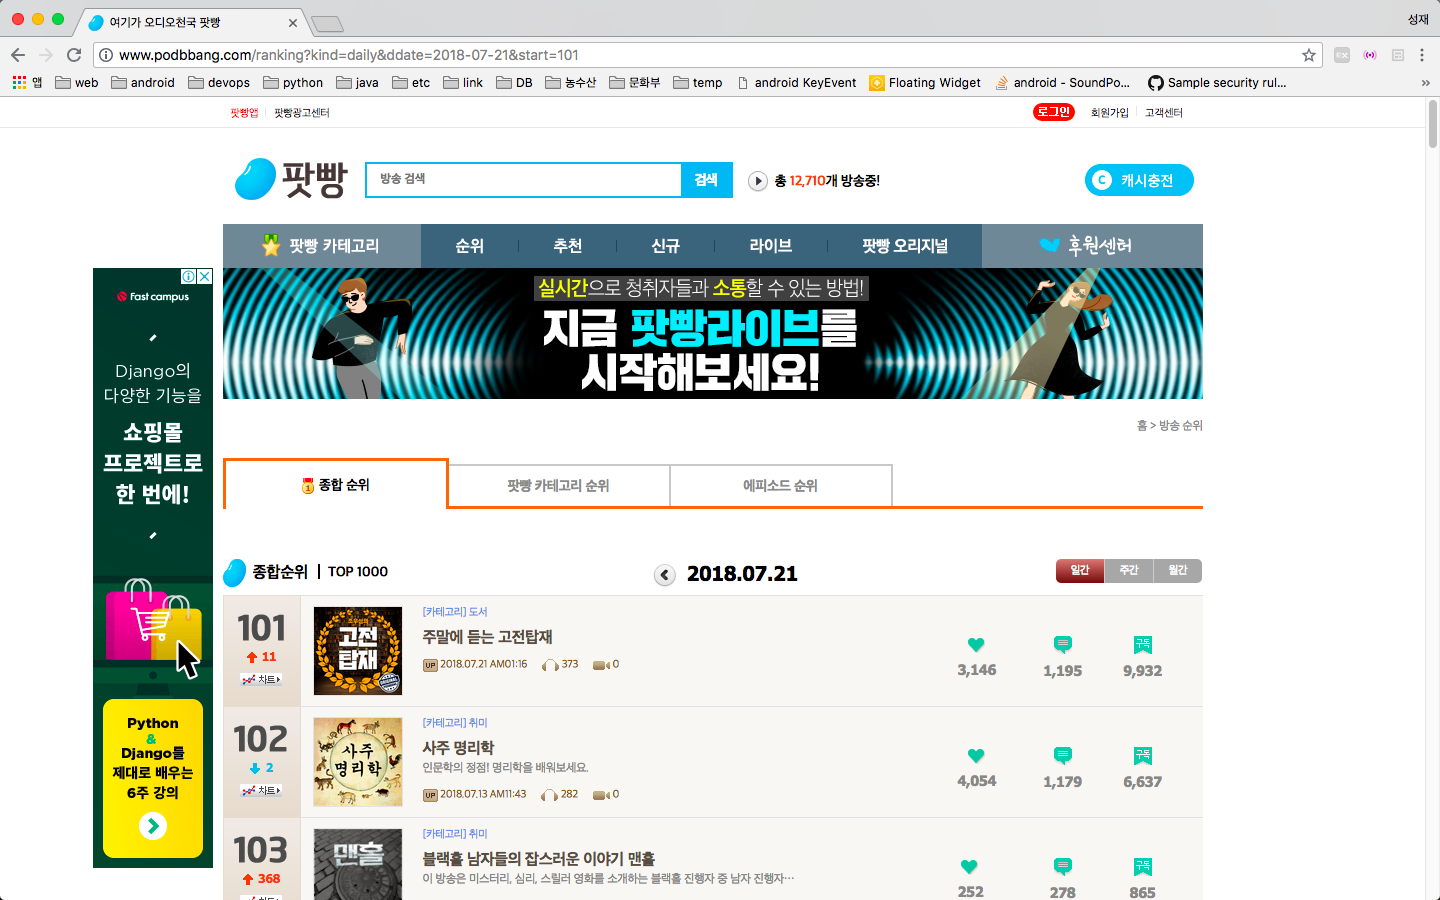 여기가 오디오천국 팟빵
성재
www.podbbang.com/ranking?kind=daily&ddate=2018-07-21&start=101
앱 web android devops python java etc link DB 농수산 문화부 temp android KeyEvent Floating Widget android - SoundPo... Sample security rul... »
팟빵앱 팟빵광고센터 로그인 회원가입 고객센터
팟빵 방송 검색 검색 총 12,710개 방송중! C 캐시충전
팟빵 카테고리 순위 추천 신규 라이브 팟빵 오리지널 후원센터
실시간으로 청취자들과 소통할 수 있는 방법!
지금 팟빵라이브를
시작해보세요!
fast campus
Django의
다양한 기능을
쇼핑몰
프로젝트로
한 번에!
Python
&
Django를
제대로 배우는
6주 강의
홈 > 방송 순위
1 종합 순위 팟빵 카테고리 순위 에피소드 순위
종합순위 | TOP 1000 2018.07.21 일간 주간 월간
101
11
차트
고전
탑재
ORIGINAL
[카테고리] 도서
주말에 듣는 고전탑재
UP 2018.07.21 AM01:16 373 0
구독
3,146 1,195 9,932
102
2
차트
사주
명리학
[카테고리] 취미
사주 명리학
인문학의 정점! 명리학을 배워보세요.
UP 2018.07.13 AM11:43 282 0
구독
4,054 1,179 6,637
103
368
차트
맨홀
[카테고리] 취미
블랙홀 남자들의 잡스러운 이야기 맨홀
이 방송은 미스터리, 심리, 스릴러 영화를 소개하는 블랙홀 진행자 중 남자 진행자…
구독
252 278 865